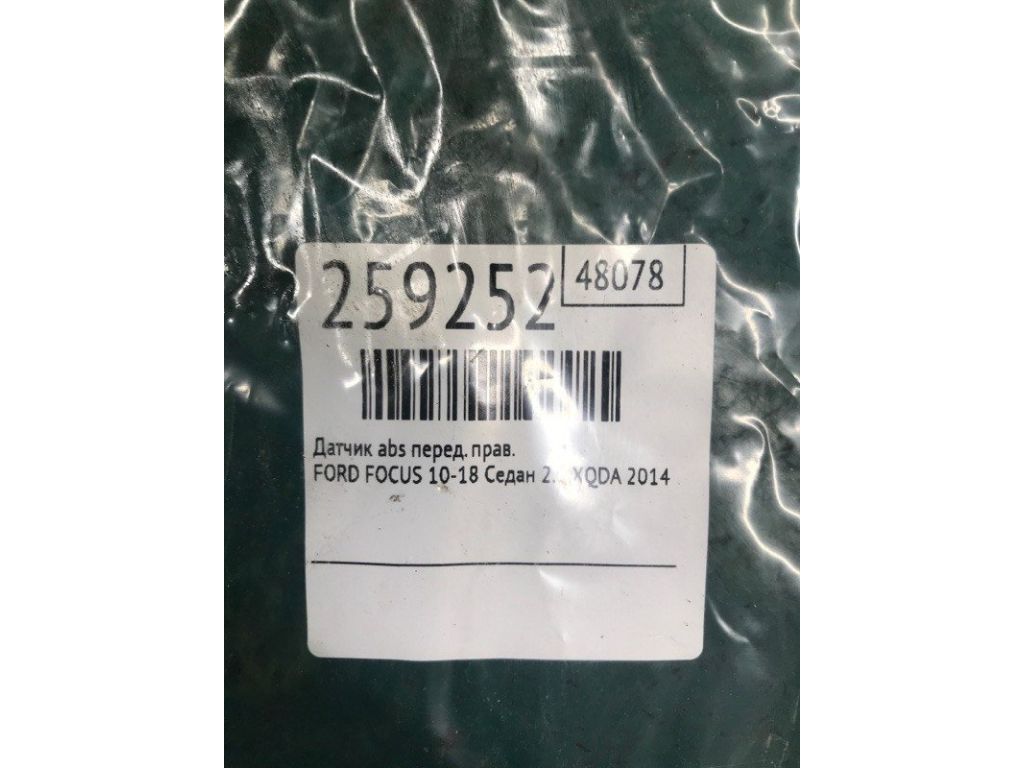 259252
48078
Датчик abs перед. прав.
FORD FOCUS 10-18 Седан XQDA 2014